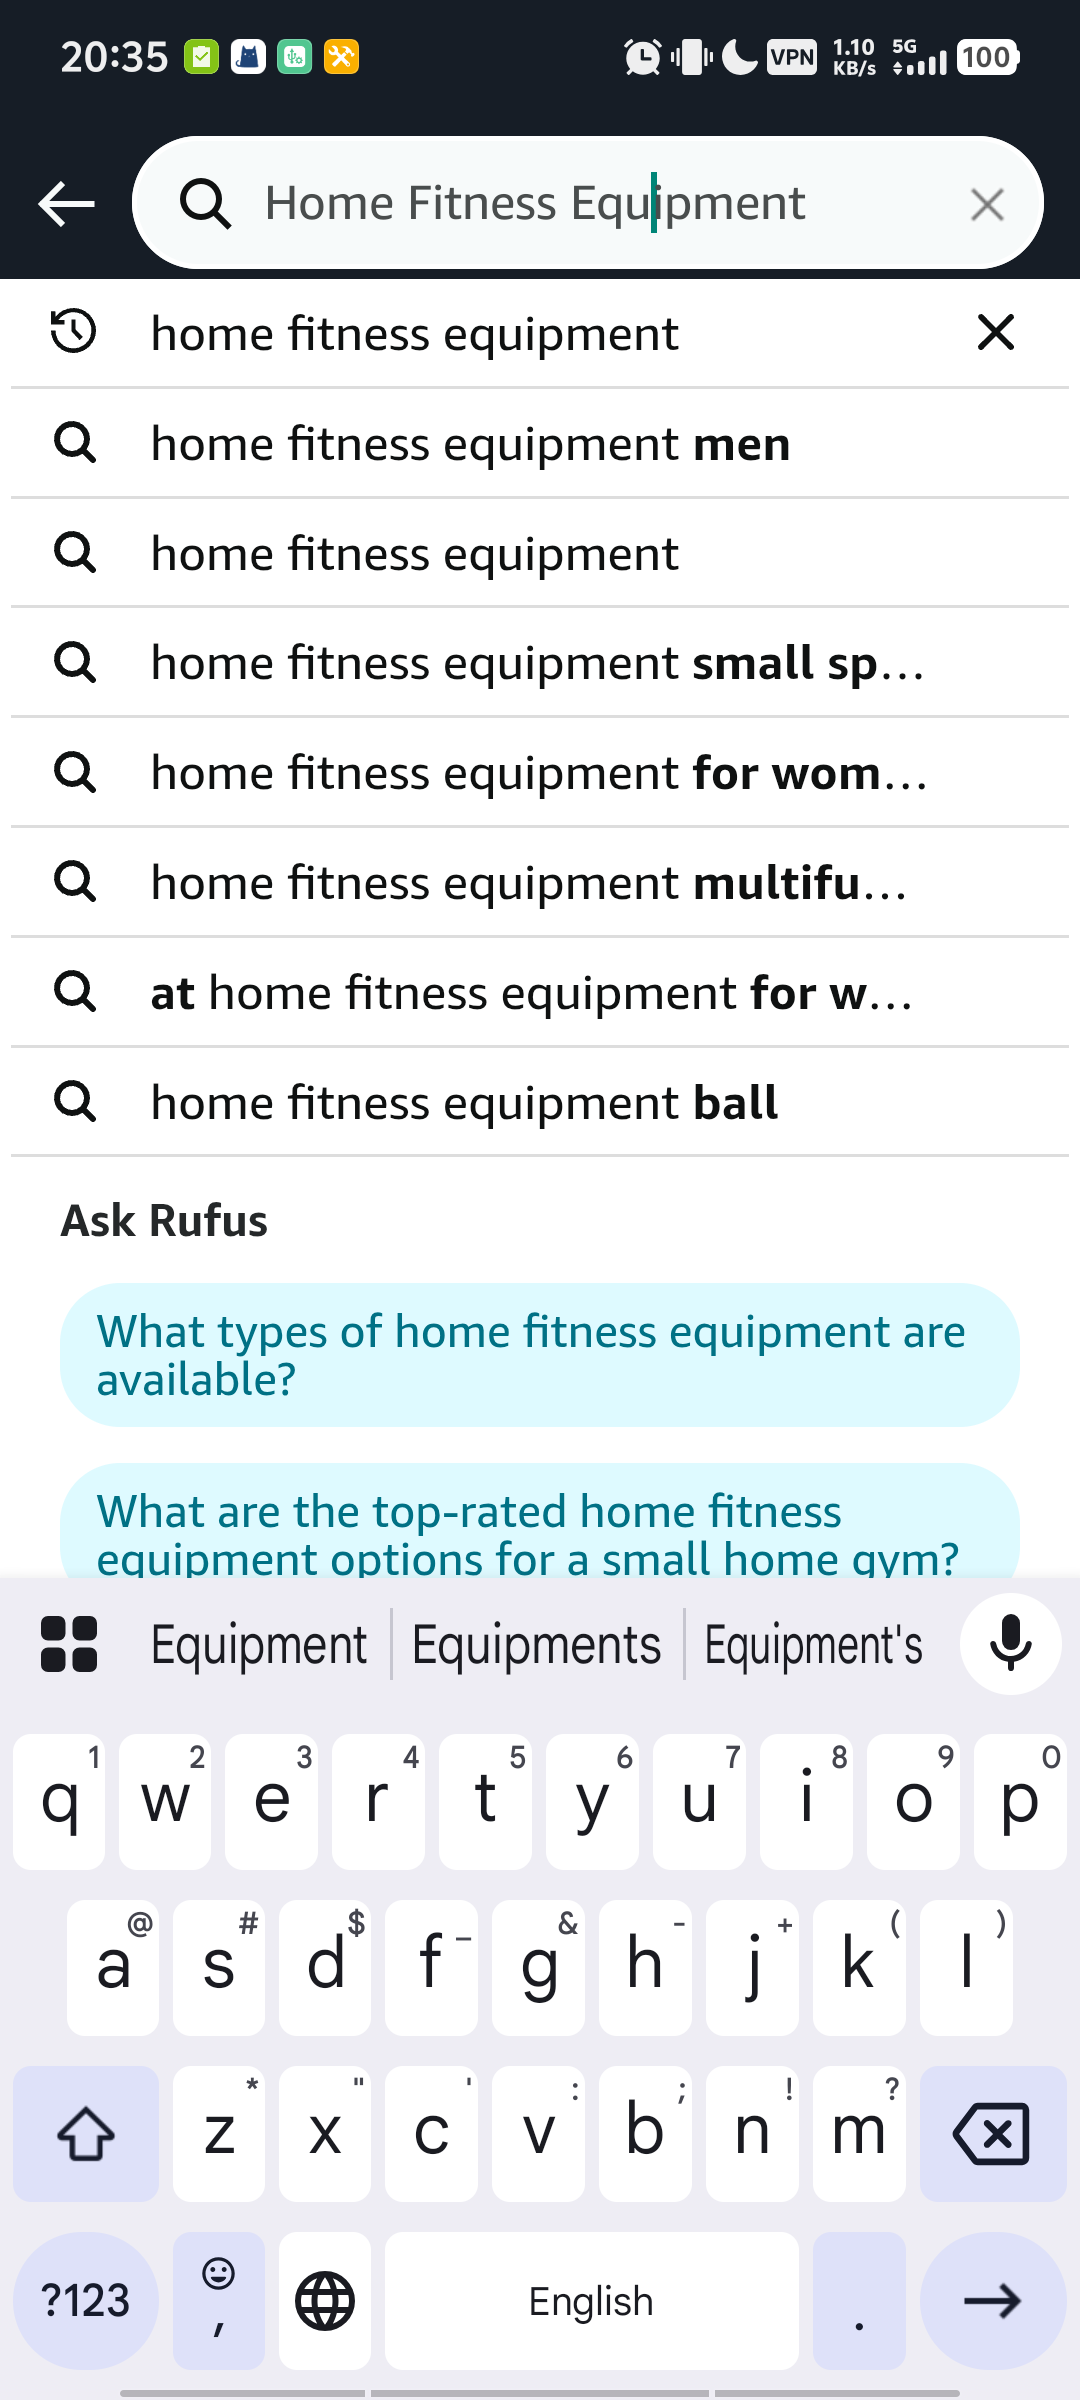 20:35
VPN
1.10
KB/s
5G
100
Home Fitness Equipment
home fitness equipment
home fitness equipment men
home fitness equipment
home fitness equipment small sp...
home fitness equipment for wom...
home fitness equipment multifu...
at home fitness equipment for w...
home fitness equipment ball
Ask Rufus
What types of home fitness equipment are
available?
What are the top-rated home fitness
equipment options for a small home gym?
Equipment
Equipments
Equipment's
q 1 w 2 e 3 r 4 t 5 y 6 u 7 i 8 o 9 p 0
a @ s # d $ f _ g & h - j + k ( l )
z * x " c ' v : b ; n ! m ?
?123 , English .